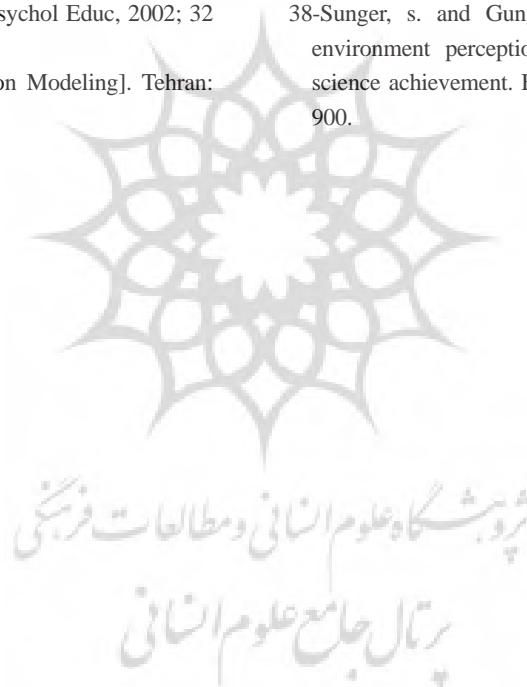 sychol Educ, 2002; 32
on Modeling]. Tehran:
38-Sunger, s. and Gun
environment perceptio
science achievement. E
900.
پژوهشگاه علوم انسانی و مطالعات فرهنگی
پرتال جامع علوم انسانی